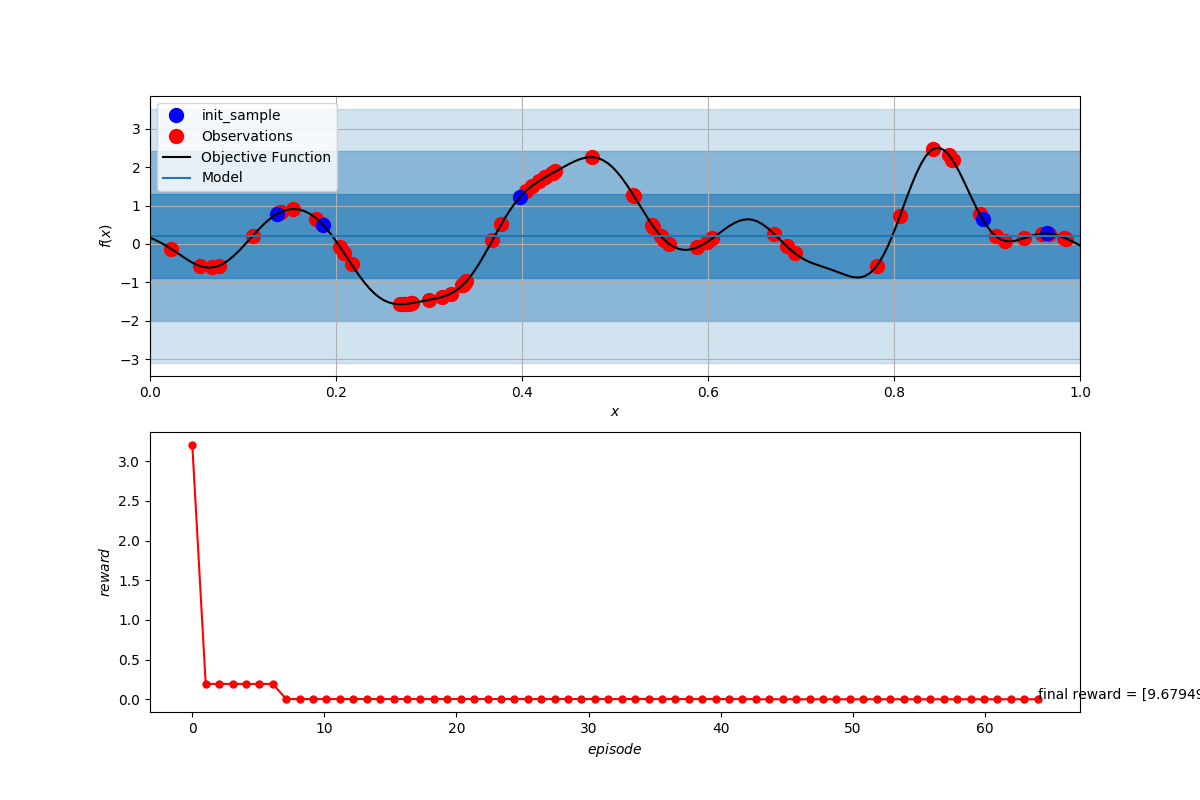 init_sample
Observations
Objective Function
Model
f(x)
3
2
1
0
−1
−2
−3
0.0 0.2 0.4 0.6 0.8 1.0
x
reward
3.0
2.5
2.0
1.5
1.0
0.5
0.0
final reward = [9.67949
0 10 20 30 40 50 60
episode